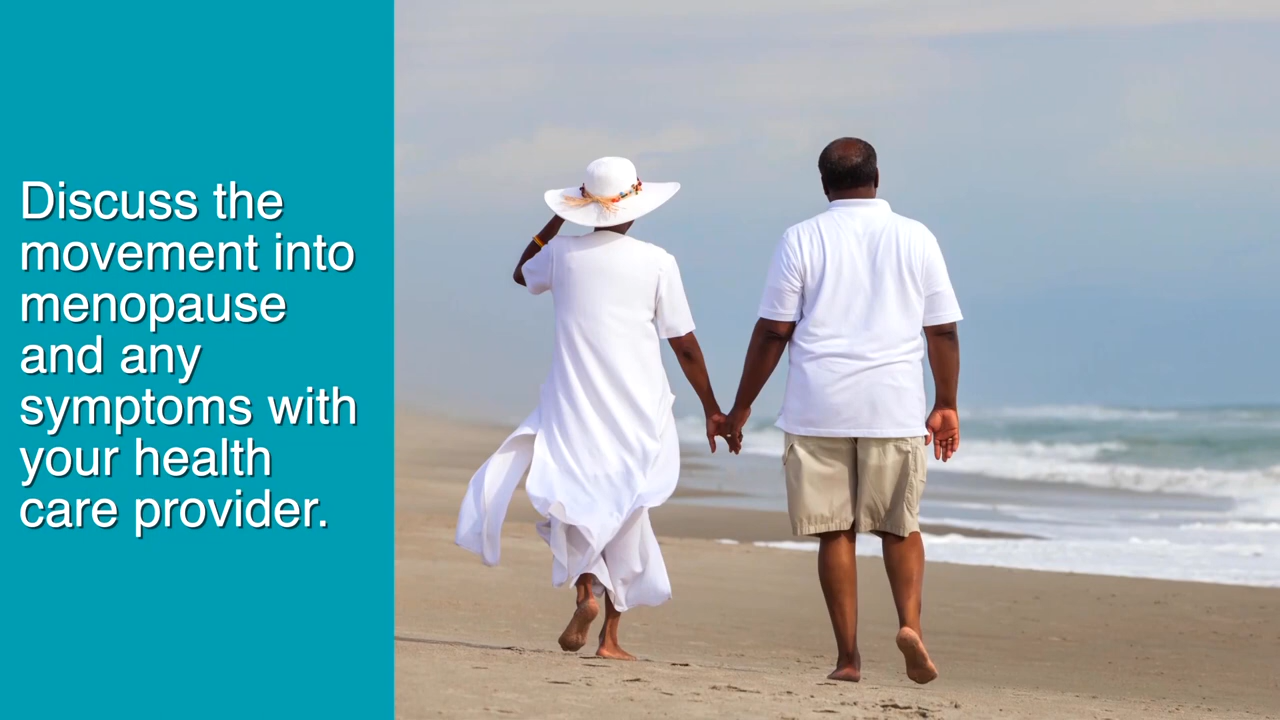 Discuss the
movement into
menopause
and any
symptoms with
your health
care provider.